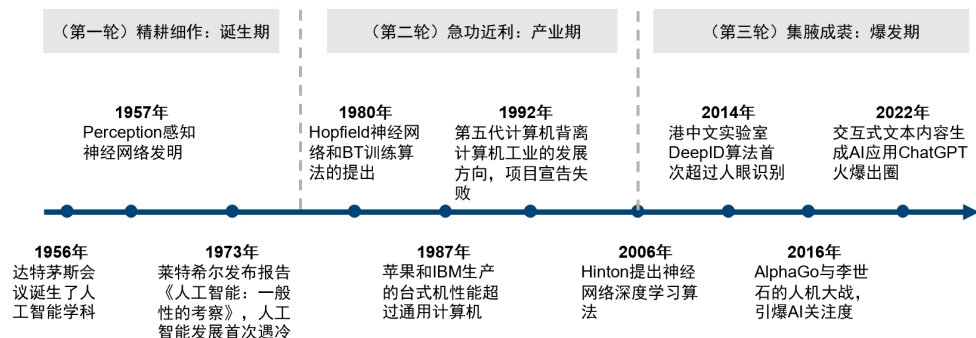 （第一轮）精耕细作：诞生期
（第二轮）急功近利：产业期
（第三轮）集腋成裘：爆发期
1957年
Perception感知
神经网络发明
1980年
Hopfield神经网
络和BT训练算
法的提出
1992年
第五代计算机背离
计算机工业的发展
方向，项目宣告失
败
2014年
港中文实验室
DeepID算法首
次超过人眼识别
2022年
交互式文本内容生
成AI应用ChatGPT
火爆出圈
1956年
达特茅斯会
议诞生了人
工智能学科
1973年
莱特希尔发布报告
《人工智能：一般
性的考察》，人工
智能发展首次遇冷
1987年
苹果和IBM生产
的台式机性能超
过通用计算机
2006年
Hinton提出神经
网络深度学习算
法
2016年
AlphaGo与李世
石的人机大战，
引爆AI关注度